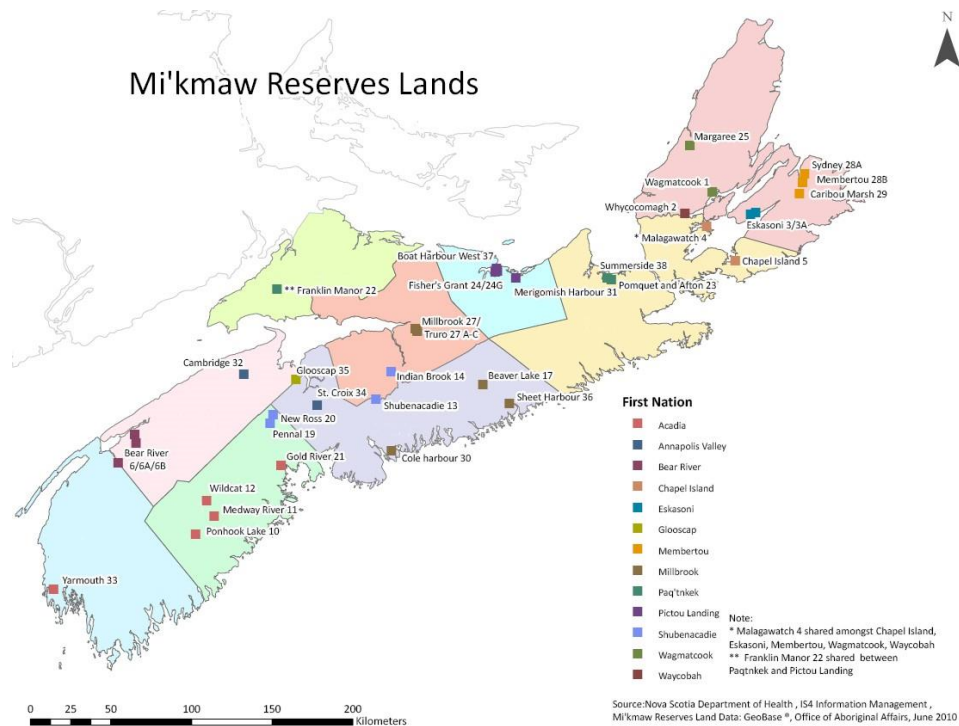 N
Mi'kmaw Reserves Lands
Margaree 25
Sydney 28A
Membertou 28B
Wagmatcook 1
Caribou Marsh 29
Whycocomagh 2
Eskasoni 3/3A
* Malagawatch 4
Boat Harbour West 37
Summerside 38
Chapel Island 5
Fisher's Grant 24/24G
Pomquet and Afton 23
** Franklin Manor 22
Merigomish Harbour 31
Millbrook 27/
Truro 27 A-C
Cambridge 32
Glooscap 35
Indian Brook 14
Beaver Lake 17
St. Croix 34
Shubenacadie 13
Sheet Harbour 36
New Ross 20
Pennal 19
Bear River
6/6A/6B
Gold River 21
Cole harbour 30
Wildcat 12
Medway River 11
Ponhook Lake 10
Yarmouth 33
First Nation
Acadia
Annapolis Valley
Bear River
Chapel Island
Eskasoni
Glooscap
Membertou
Millbrook
Paq'tnkek
Pictou Landing
Shubenacadie
Wagmatcook
Waycobah
Note:
* Malagawatch 4 shared amongst Chapel Island,
Eskasoni, Membertou, Wagmatcook, Waycobah
** Franklin Manor 22 shared between
Paqtnkek and Pictou Landing
0 25 50 100 150 200
Kilometers
Source:Nova Scotia Department of Health , IS4 Information Management ,
Mi'kmaw Reserves Land Data: GeoBase ®, Office of Aboriginal Affairs, June 2010